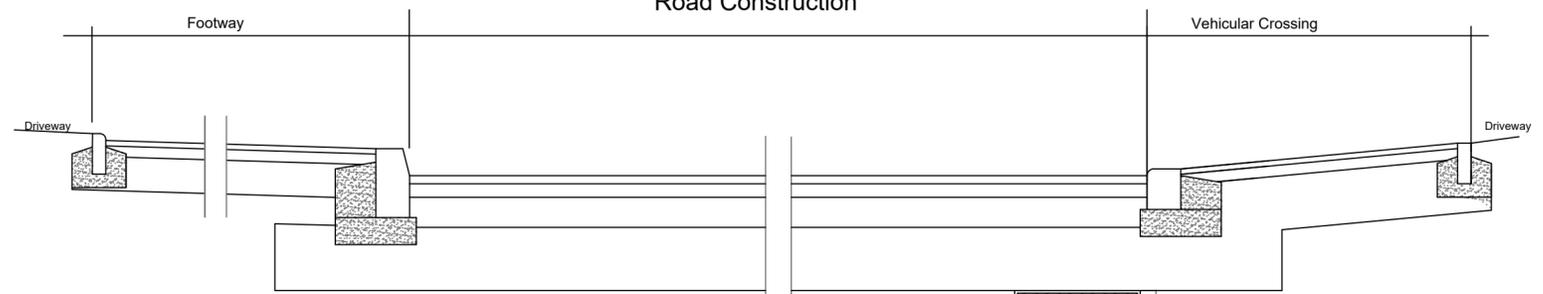 Road Construction
Footway
Vehicular Crossing
Driveway
Driveway